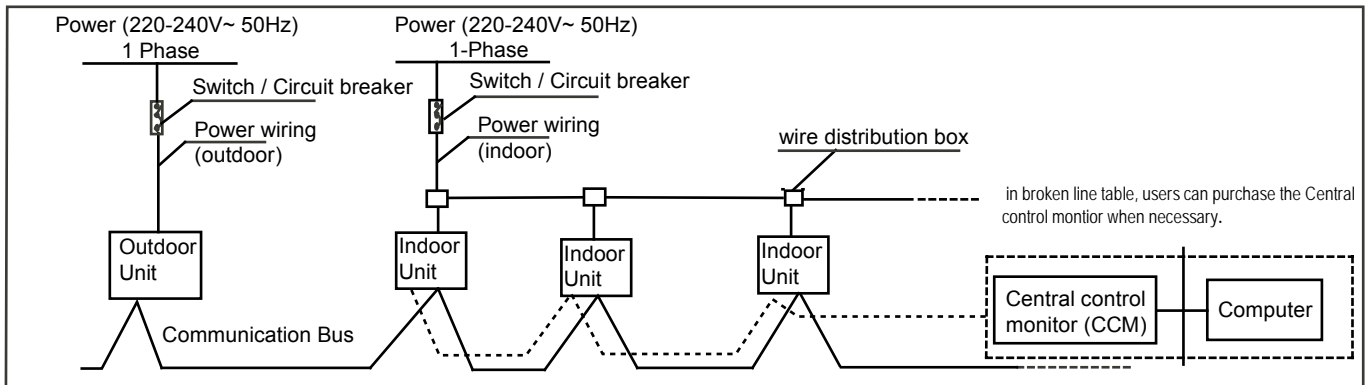 Power (220-240V~ 50Hz)
1 Phase
Switch / Circuit breaker
Power wiring
(outdoor)
Outdoor
Unit
Power (220-240V~ 50Hz)
1-Phase
Switch / Circuit breaker
Power wiring
(indoor)
wire distribution box
in broken line table, users can purchase the Central
control montior when necessary.
Indoor
Unit
Indoor
Unit
Indoor
Unit
Central control
monitor (CCM)
Computer
Communication Bus